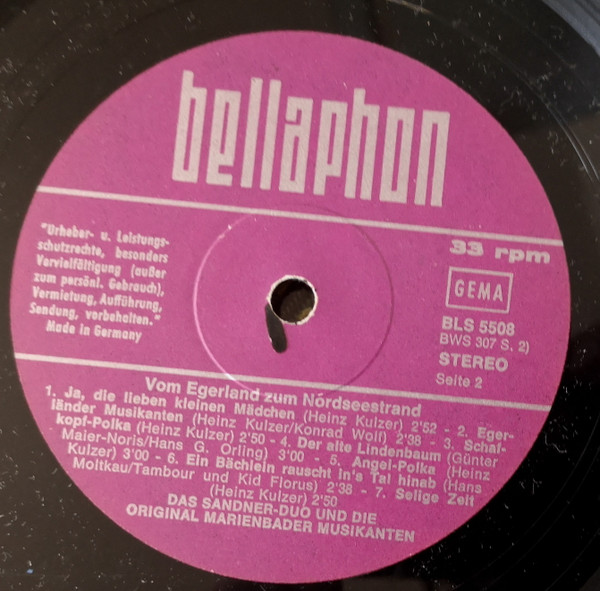 bellaphon
"Urheber- u. Leistungs-
schutzrechte, besonders
Vervielfältigung (außer
zum persönl. Gebrauch),
Vermietung, Aufführung,
Sendung, vorbehalten."
Made in Germany
33 rpm
GEMA
BLS 5508
BWS 307 S. 2)
STEREO
Seite 2
Vom Egerland zum Nordseestrand
1. Ja, die lieben kleinen Mädchen (Heinz Kulzer) 2'52 - 2. Eger-
länder Musikanten (Heinz Kulzer/Konrad Wolf) 2'38 - 3. Schaf-
kopf-Polka (Heinz Kulzer) 2'50 - 4. Der alte Lindenbaum (Günter
Maier-Noris/Hans G. Orling) 3'00 - 5. Angel-Polka (Heinz
Kulzer) 3'00 - 6. Ein Bächlein rauscht in's Tal hinab (Hans
Moltkau/Tambour und Kid Florus) 2'38 - 7. Selige Zeit
(Heinz Kulzer) 2'50
DAS SANDNER-DUO UND DIE
ORIGINAL MARIENBADER MUSIKANTEN